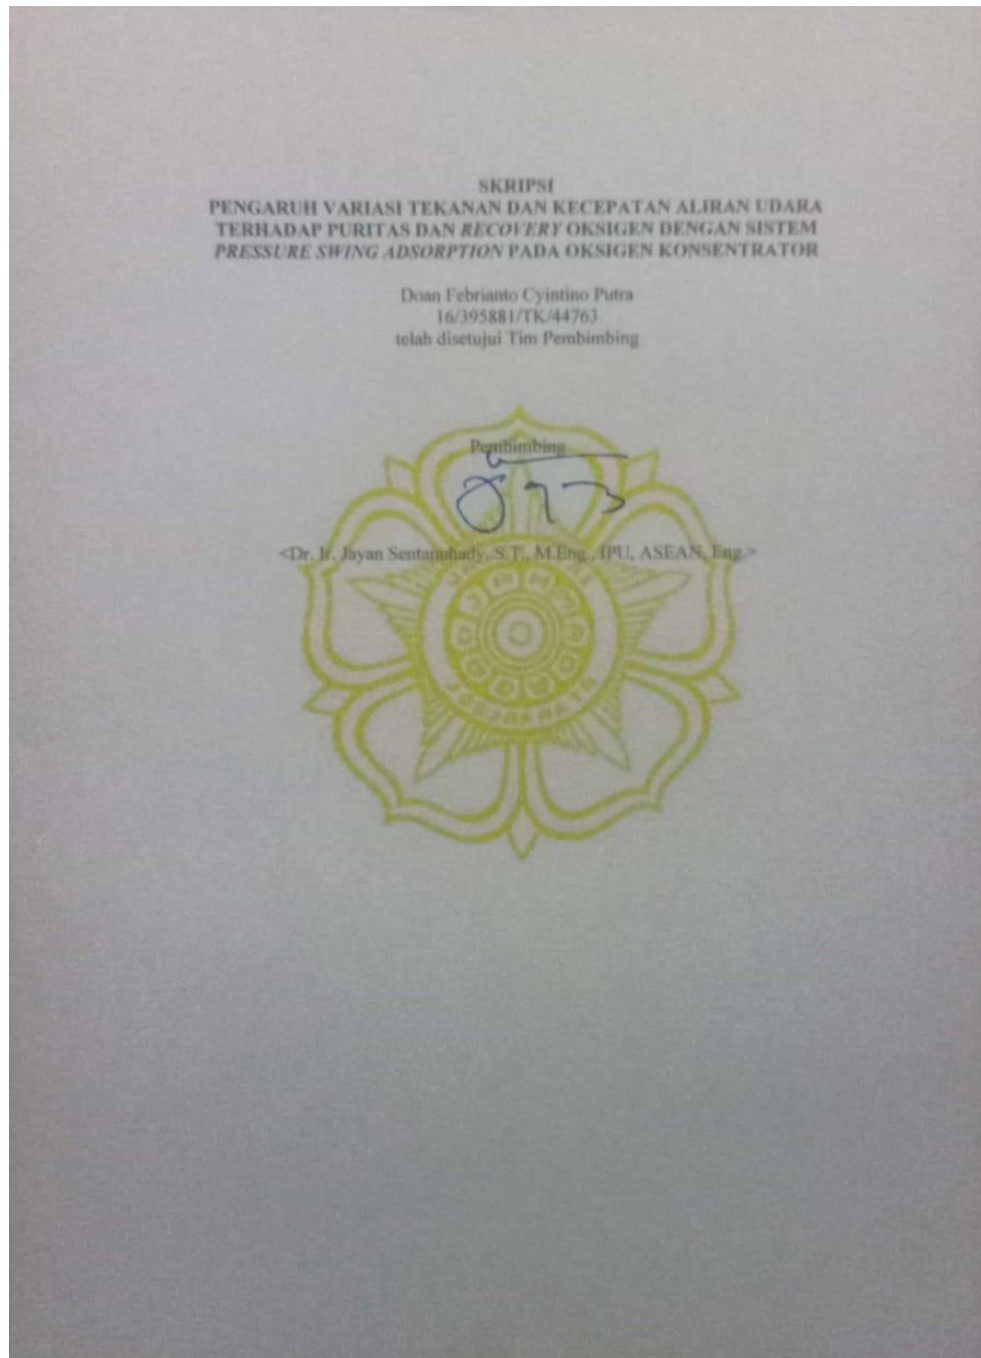 SKRIPSI
PENGARUH VARIASI TEKANAN DAN KECEPATAN ALIRAN UDARA
TERHADAP PURITAS DAN RECOVERY OKSIGEN DENGAN SISTEM
PRESSURE SWING ADSORPTION PADA OKSIGEN KONSENTRATOR
Doan Febrianto Cyintino Putra
16/395881/TK/44763
telah disetujui Tim Pembimbing
Pembimbing
<Dr. Ir. Jayan Sentanuhady, S.T., M.Eng., IPU, ASEAN, Eng.>